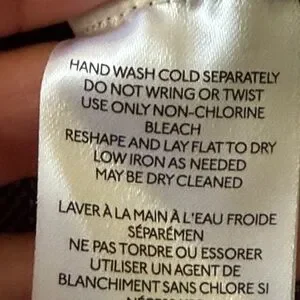 HAND WASH COLD SEPARATELY
DO NOT WRING OR TWIST
USE ONLY NON-CHLORINE
BLEACH
RESHAPE AND LAY FLAT TO DRY
LOW IRON AS NEEDED
MAY BE DRY CLEANED
LAVER À LA MAIN À L'EAU FROIDE
SÉPARÉMEN
NE PAS TORDRE OU ESSORER
UTILISER UN AGENT DE
BLANCHIMENT SANS CHLORE SI